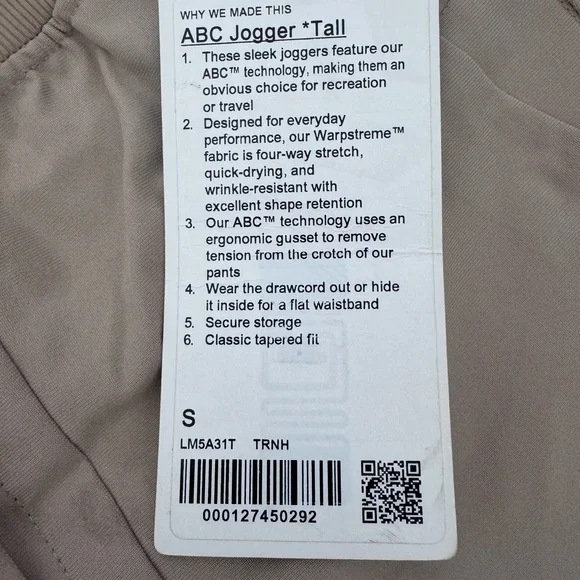 WHY WE MADE THIS
ABC Jogger *Tall
1. These sleek joggers feature our
ABC™ technology, making them an
obvious choice for recreation
or travel
2. Designed for everyday
performance, our Warpstreme™
fabric is four-way stretch,
quick-drying, and
wrinkle-resistant with
excellent shape retention
3. Our ABC™ technology uses an
ergonomic gusset to remove
tension from the crotch of our
pants
4. Wear the drawcord out or hide
it inside for a flat waistband
5. Secure storage
6. Classic tapered fit
S
LM5A31T TRNH
000127450292